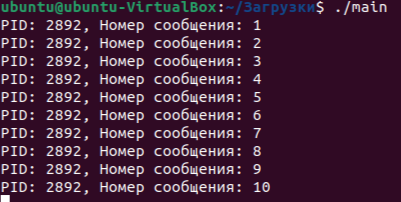 ubuntu@ubuntu-VirtualBox:~/Загрузки$ ./main
PID: 2892, Номер сообщения: 1
PID: 2892, Номер сообщения: 2
PID: 2892, Номер сообщения: 3
PID: 2892, Номер сообщения: 4
PID: 2892, Номер сообщения: 5
PID: 2892, Номер сообщения: 6
PID: 2892, Номер сообщения: 7
PID: 2892, Номер сообщения: 8
PID: 2892, Номер сообщения: 9
PID: 2892, Номер сообщения: 10